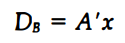 D_B = A'x